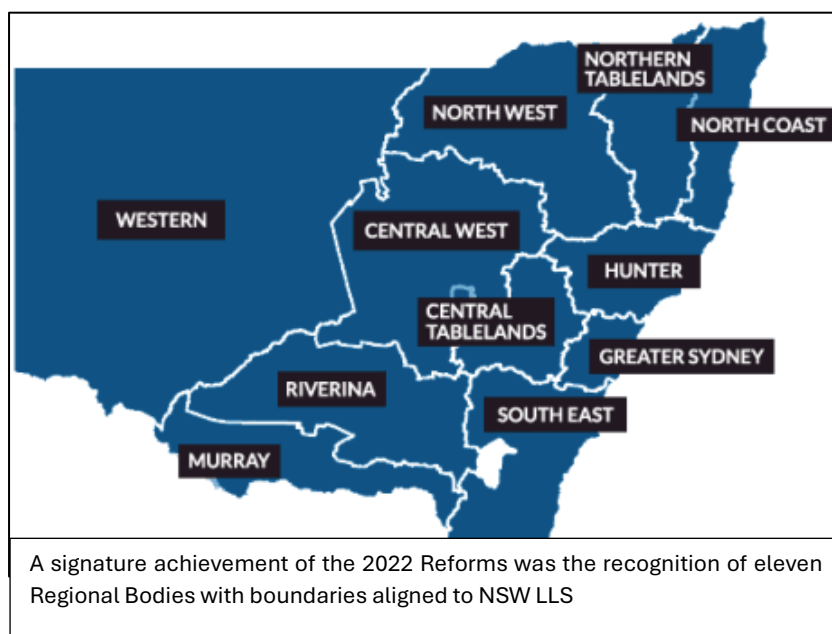 NORTHERN
TABLELANDS
NORTH WEST
NORTH COAST
WESTERN
CENTRAL WEST
HUNTER
CENTRAL
TABLELANDS
GREATER SYDNEY
RIVERINA
SOUTH EAST
MURRAY
A signature achievement of the 2022 Reforms was the recognition of eleven
Regional Bodies with boundaries aligned to NSW LLS